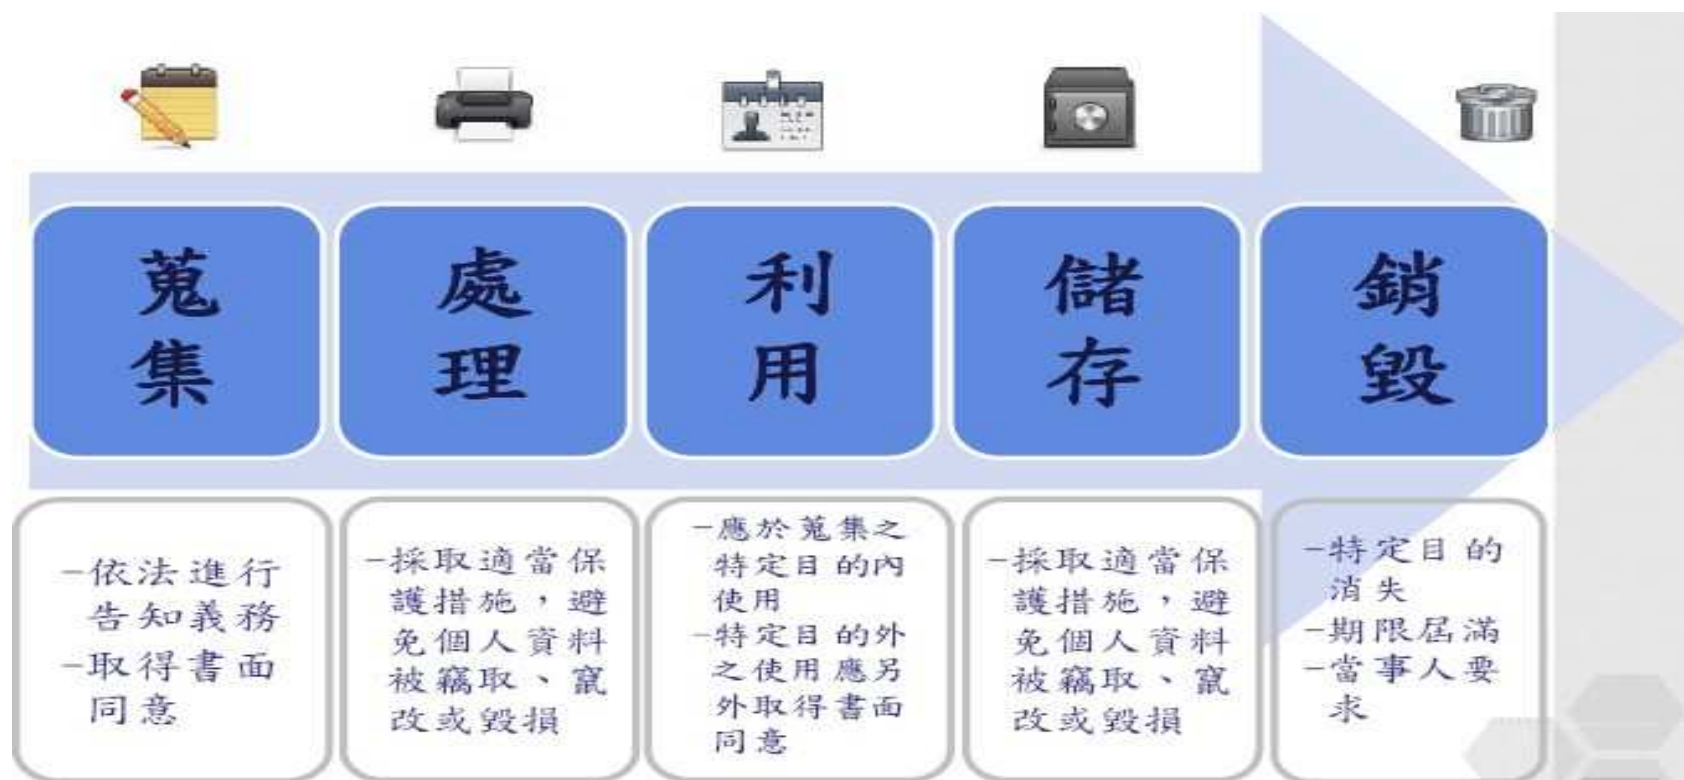 蒐集
處理
利用
儲存
銷毀
－依法進行
告知義務
－取得書面
同意
－採取適當保
護措施，避
免個人資料
被竊取、竄
改或毀損
－應於蒐集之
特定目的內
使用
－特定目的外
之使用應另
外取得書面
同意
－採取適當保
護措施，避
免個人資料
被竊取、竄
改或毀損
－特定目的
消失
－期限屆滿
－當事人要
求